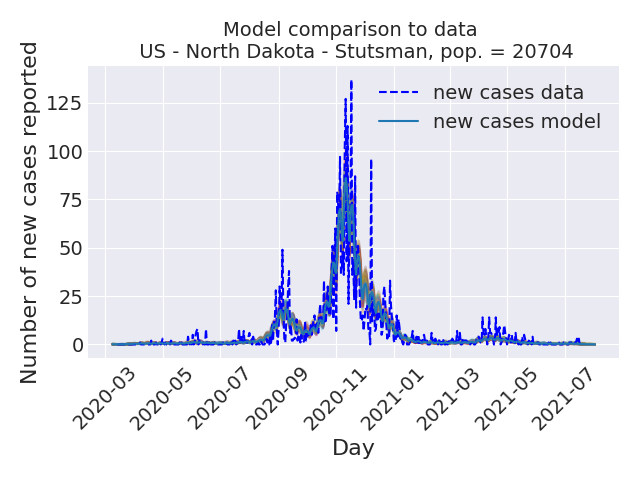 Model comparison to data
US - North Dakota - Stutsman, pop. = 20704
Number of new cases reported
125
100
75
50
25
0
new cases data
new cases model
2020-03
2020-05
2020-07
2020-09
2020-11
2021-01
2021-03
2021-05
2021-07
Day